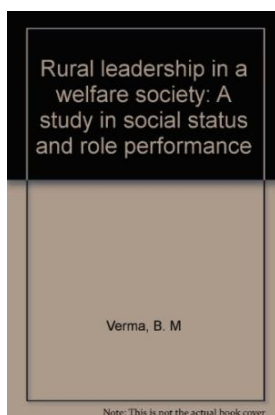 Rural leadership in a
welfare society: A
study in social status
and role performance
Verma, B. M
Note: This is not the actual book cover